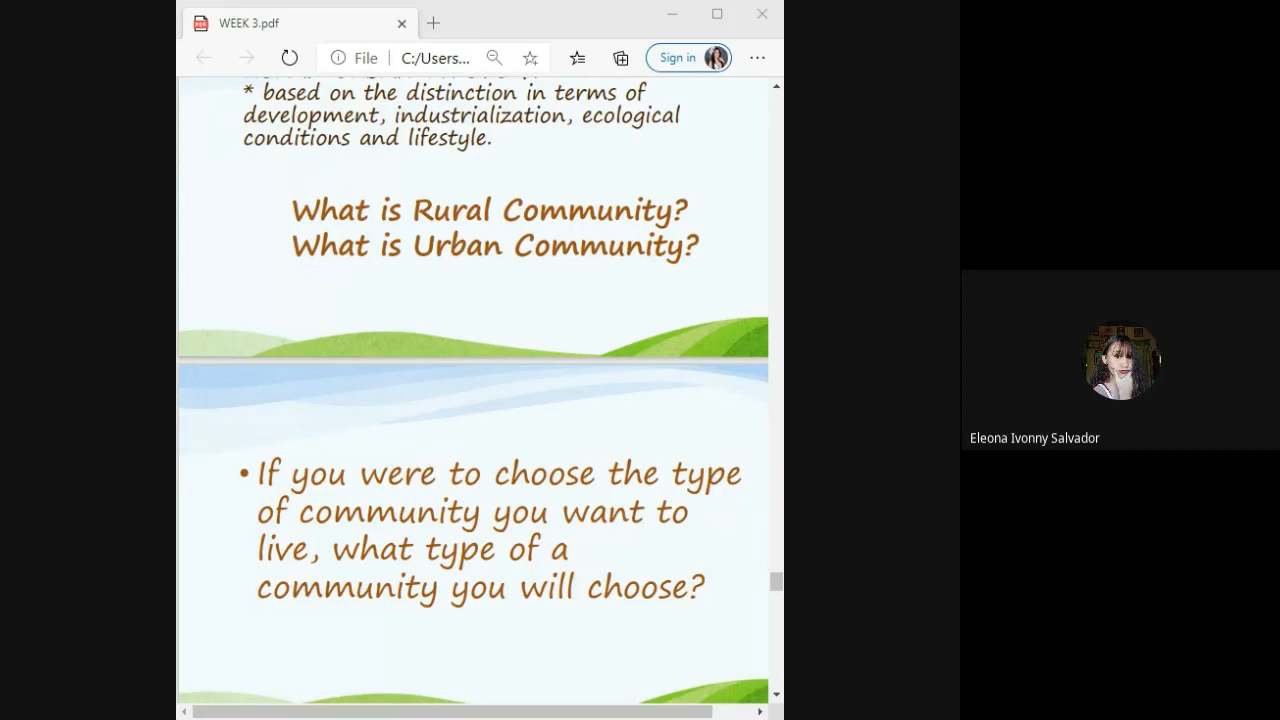 WEEK 3.pdf
File
C:/Users...
Sign in
* based on the distinction in terms of
development, industrialization, ecological
conditions and lifestyle.
What is Rural Community?
What is Urban Community?
• If you were to choose the type
of community you want to
live, what type of a
community you will choose?
Eleona Ivonny Salvador